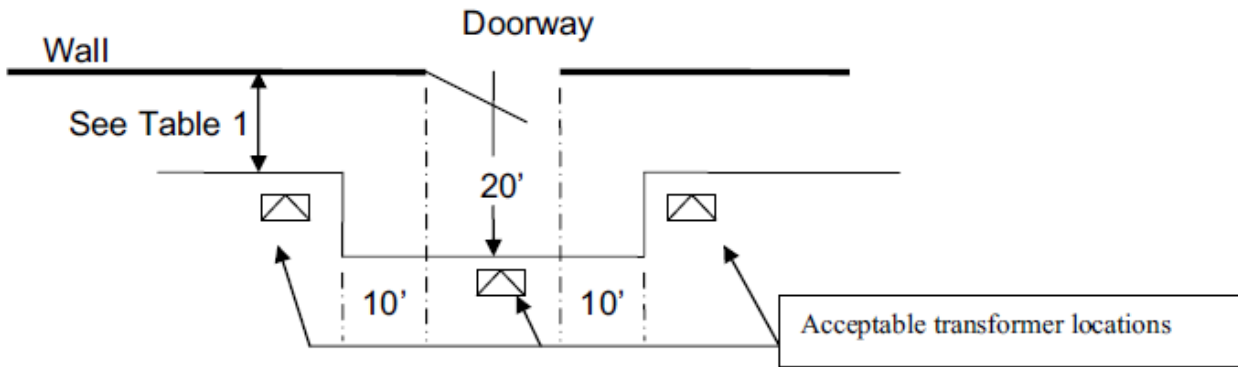 Doorway
Wall
See Table 1
20’
10’
10’
Acceptable transformer locations